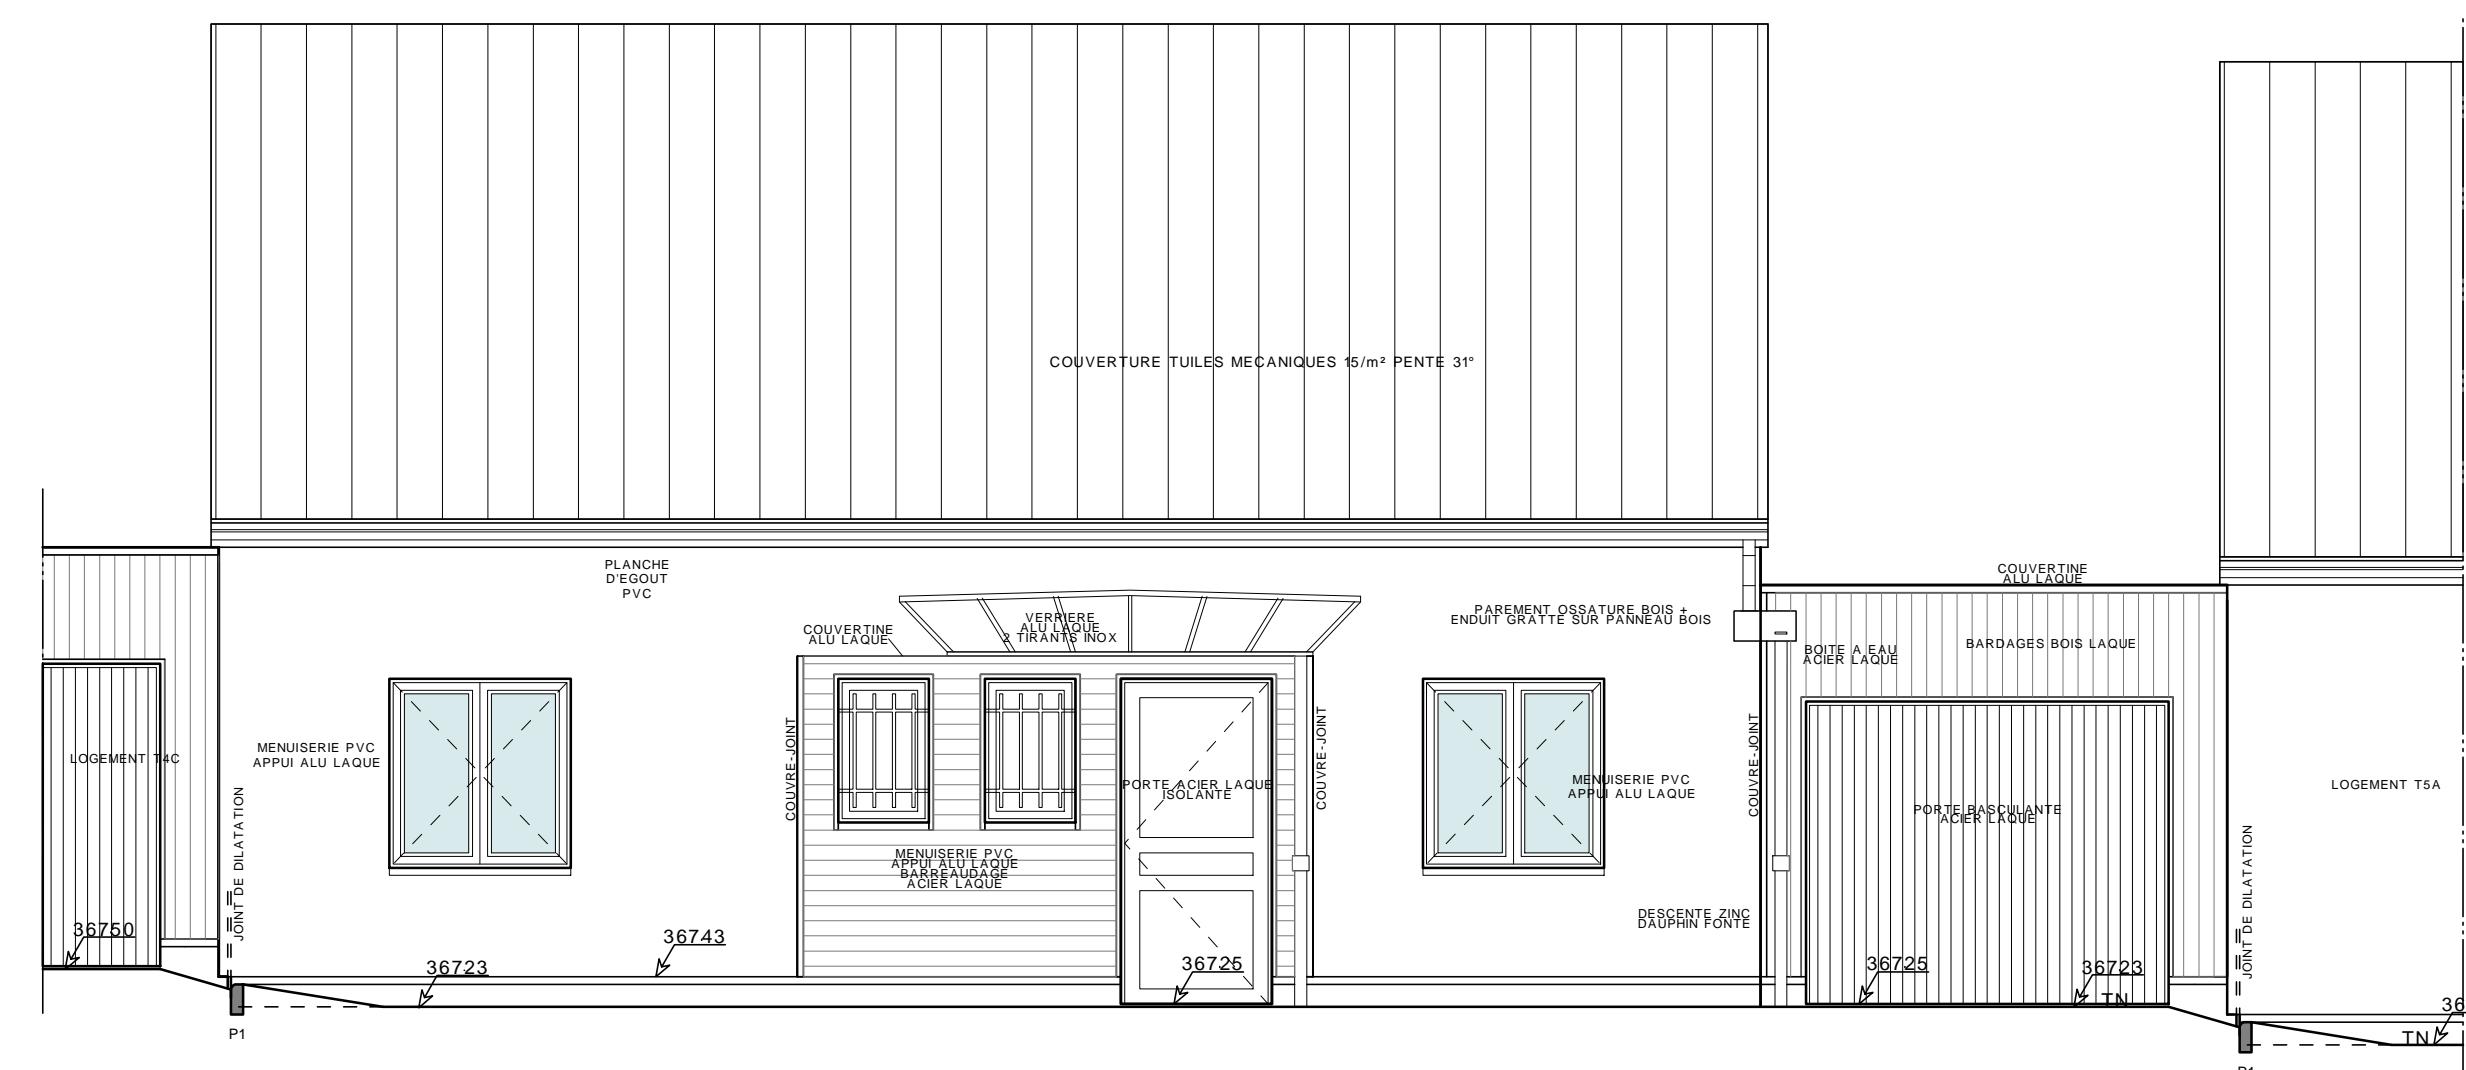 COUVERTURE TUILES MECANIQUES 15/m² PENTE 31°
PLANCHE
D'EGOUT
PVC
COUVERTINE
ALU LAQUE
VERRIERE
ALU LAQUE
2 TIRANTS INOX
PAREMENT OSSATURE BOIS +
ENDUIT GRATTE SUR PANNEAU BOIS
COUVERTINE
ALU LAQUE
BOITE A EAU
ACIER LAQUE
BARDAGES BOIS LAQUE
LOGEMENT T4C
MENUISERIE PVC
APPUI ALU LAQUE
COUVRE-JOINT
PORTE ACIER LAQUE
ISOLANTE
COUVRE-JOINT
MENUISERIE PVC
APPUI ALU LAQUE
COUVRE-JOINT
PORTE BASCULANTE
ACIER LAQUE
LOGEMENT T5A
JOINT DE DILATATION
MENUISERIE PVC
APPUI ALU LAQUE
BARREAUDAGE
ACIER LAQUE
DESCENTE ZINC
DAUPHIN FONTE
JOINT DE DILATATION
36750
36723
36743
36725
36725
36723
TN
36
TN
P1
P1